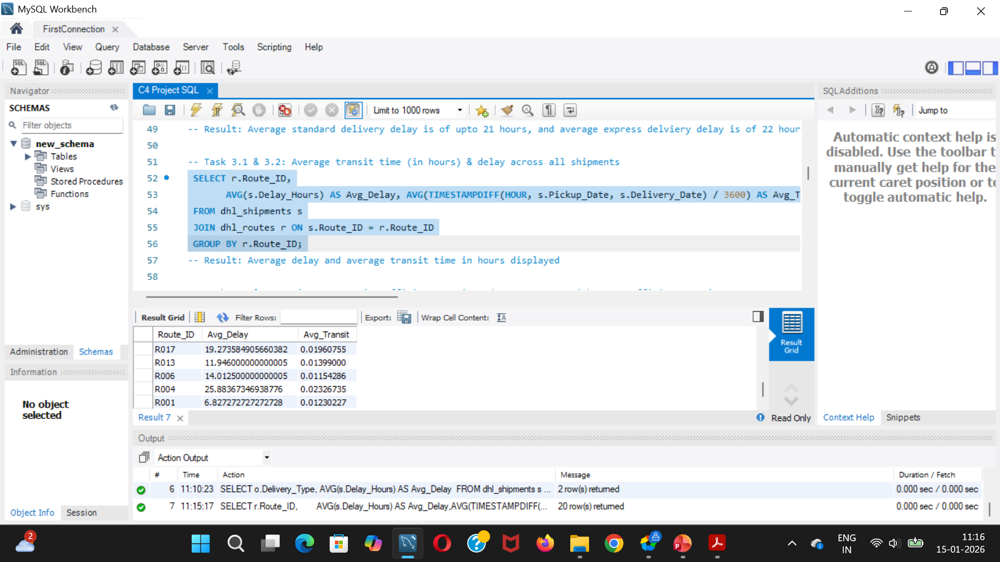 MySQL Workbench
FirstConnection
File Edit View Query Database Server Tools Scripting Help
Navigator
SCHEMAS
Filter objects
new_schema
Tables
Views
Stored Procedures
Functions
sys
Administration Schemas
Information
No object
selected
Object Info Session
C4 Project SQL
Limit to 1000 rows
49 -- Result: Average standard delivery delay is of upto 21 hours, and average express delviery delay is of 22 hour
50
51 -- Task 3.1 & 3.2: Average transit time (in hours) & delay across all shipments
52 SELECT r.Route_ID,
53 AVG(s.Delay_Hours) AS Avg_Delay, AVG(TIMESTAMPDIFF(HOUR, s.Pickup_Date, s.Delivery_Date) / 3600) AS Avg_T
54 FROM dhl_shipments s
55 JOIN dhl_routes r ON s.Route_ID = r.Route_ID
56 GROUP BY r.Route_ID;
57 -- Result: Average delay and average transit time in hours displayed
58
Result Grid Filter Rows: Export: Wrap Cell Content:
Route_ID Avg_Delay Avg_Transit
R017 19.273584905660382 0.01960755
R013 11.946000000000005 0.01399000
R006 14.012500000000005 0.01154286
R004 25.88367346938776 0.02326735
R001 6.827272727272728 0.01230227
Result
Grid
Result 7
Read Only
SQLAdditions
Jump to
Automatic context help is
disabled. Use the toolbar t
manually get help for the
current caret position or to
toggle automatic help.
Context Help Snippets
Output
Action Output
# Time Action Message Duration / Fetch
6 11:10:23 SELECT o.Delivery_Type, AVG(s.Delay_Hours) AS Avg_Delay FROM dhl_shipments s ... 2 row(s) returned 0.000 sec / 0.000 sec
7 11:15:17 SELECT r.Route_ID, AVG(s.Delay_Hours) AS Avg_Delay,AVG(TIMESTAMPDIFF(... 20 row(s) returned 0.000 sec / 0.000 sec
2
ENG
IN
11:16
15-01-2026